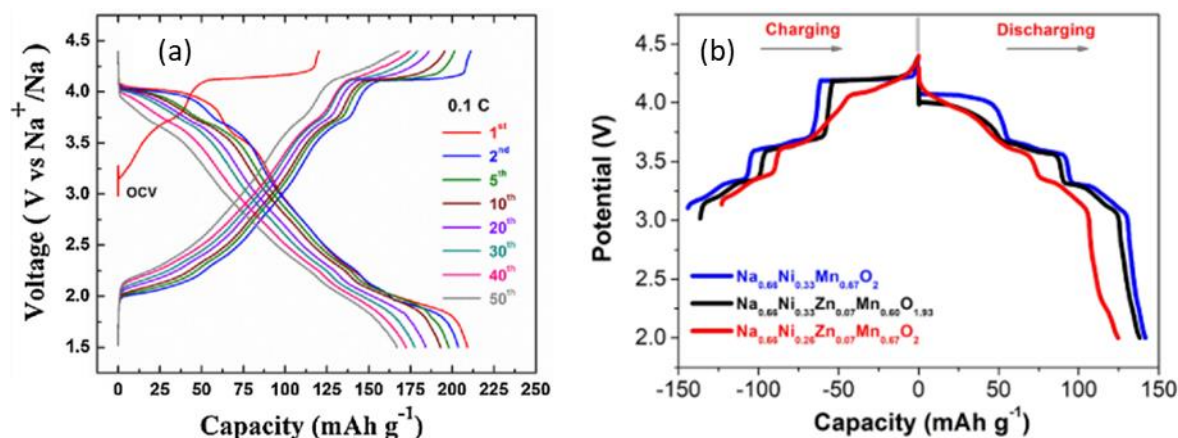 (a)
4.5
4.0
3.5
3.0
2.5
2.0
1.5
Voltage ( V vs Na+/Na)
OCV
0.1 C
1st
2nd
5th
10th
20th
30th
40th
50th
0 25 50 75 100 125 150 175 200 225 250
Capacity (mAh g-1)
(b)
Charging
Discharging
4.5
4.0
3.5
3.0
2.5
2.0
Potential (V)
Na0.66Ni0.33Mn0.67O2
Na0.66Ni0.33Zn0.07Mn0.60O1.93
Na0.66Ni0.26Zn0.07Mn0.67O2
-150 -100 -50 0 50 100 150
Capacity (mAh g-1)